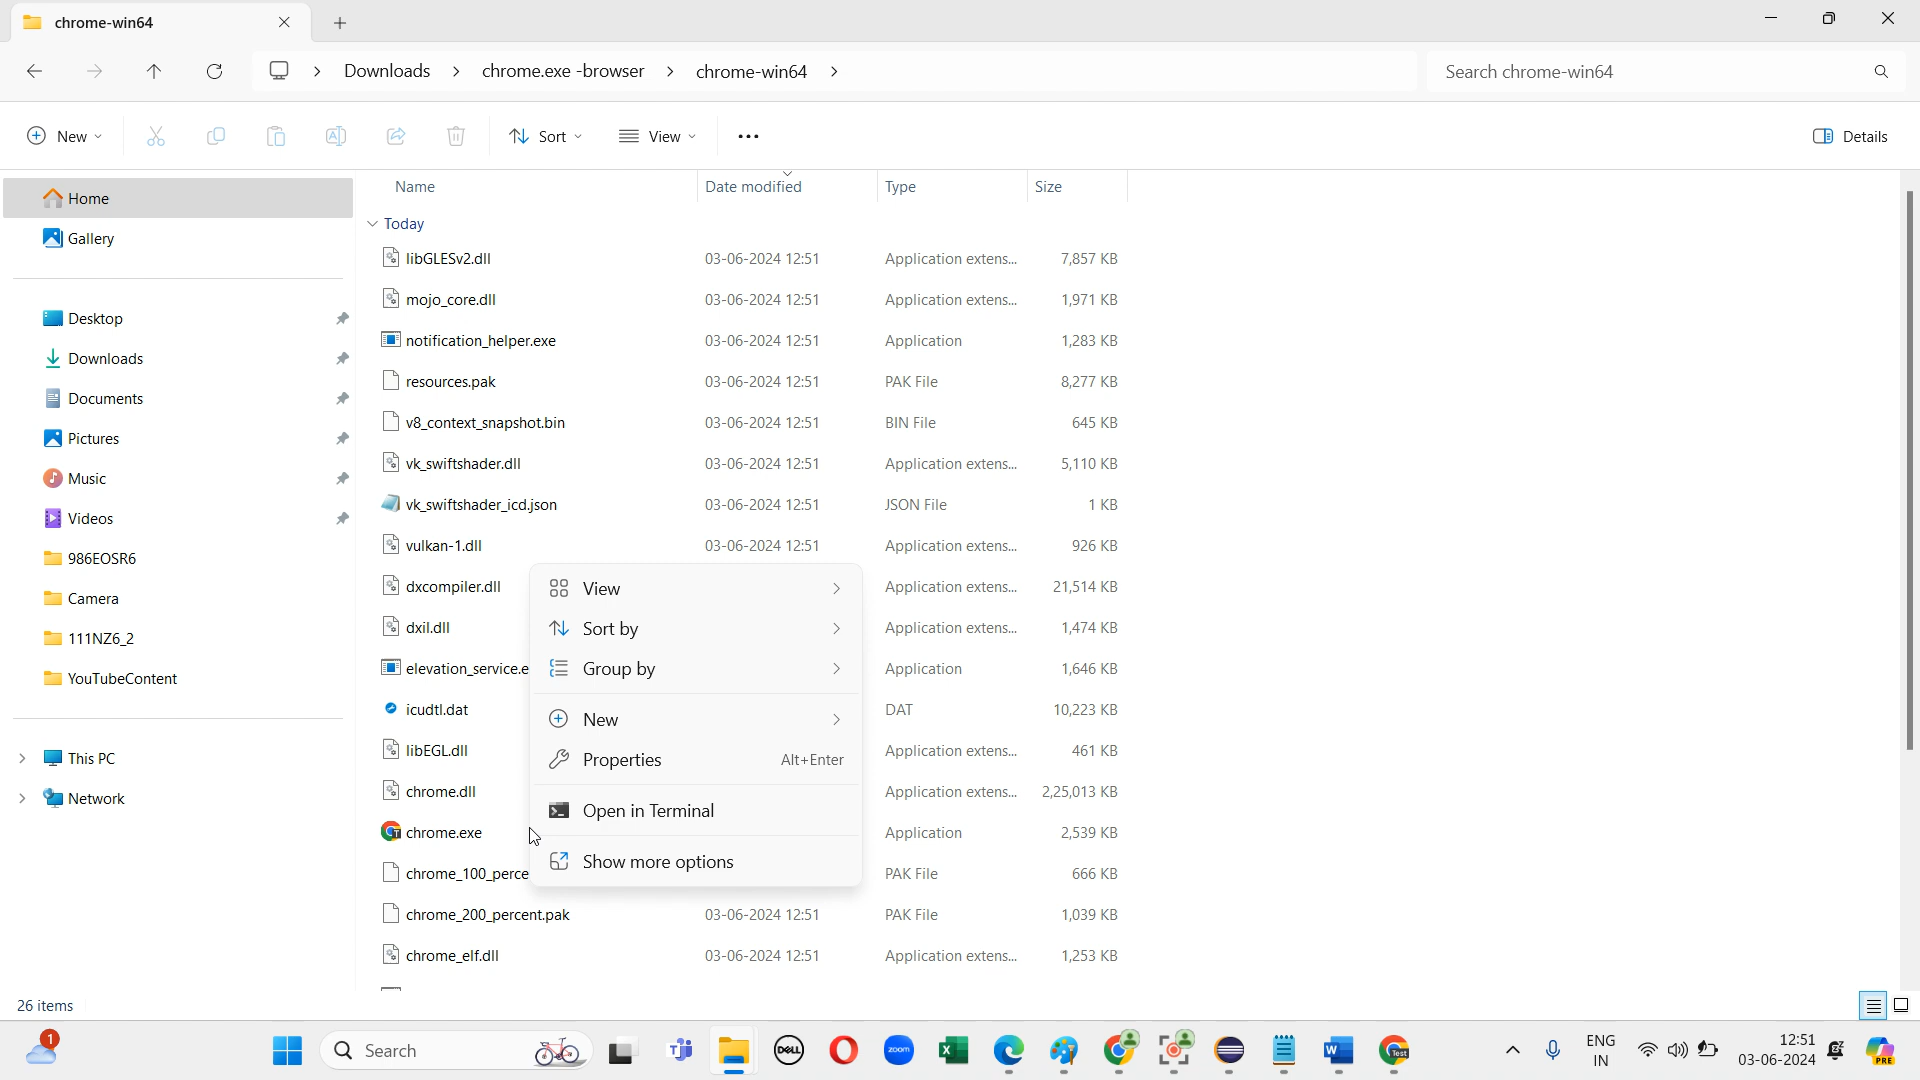 chrome-win64
Downloads chrome.exe -browser chrome-win64
Search chrome-win64
New
Sort
View
Details
Name Date modified Type Size
Home
Gallery
Desktop
Downloads
Documents
Pictures
Music
Videos
986EOSR6
Camera
111NZ6_2
YouTubeContent
This PC
Network
Today
libGLESv2.dll 03-06-2024 12:51 Application extens... 7,857 KB
mojo_core.dll 03-06-2024 12:51 Application extens... 1,971 KB
notification_helper.exe 03-06-2024 12:51 Application 1,283 KB
resources.pak 03-06-2024 12:51 PAK File 8,277 KB
v8_context_snapshot.bin 03-06-2024 12:51 BIN File 645 KB
vk_swiftshader.dll 03-06-2024 12:51 Application extens... 5,110 KB
vk_swiftshader_icd.json 03-06-2024 12:51 JSON File 1 KB
vulkan-1.dll 03-06-2024 12:51 Application extens... 926 KB
dxcompiler.dll Application extens... 21,514 KB
dxil.dll Application extens... 1,474 KB
elevation_service.e Application 1,646 KB
icudtl.dat DAT 10,223 KB
libEGL.dll Application extens... 461 KB
chrome.dll Application extens... 2,25,013 KB
chrome.exe Application 2,539 KB
chrome_100_perce PAK File 666 KB
chrome_200_percent.pak 03-06-2024 12:51 PAK File 1,039 KB
chrome_elf.dll 03-06-2024 12:51 Application extens... 1,253 KB
View
Sort by
Group by
New
Properties Alt+Enter
Open in Terminal
Show more options
26 items
1
Search
DELL
zoom
Test
ENG
IN
12:51
03-06-2024
PRE